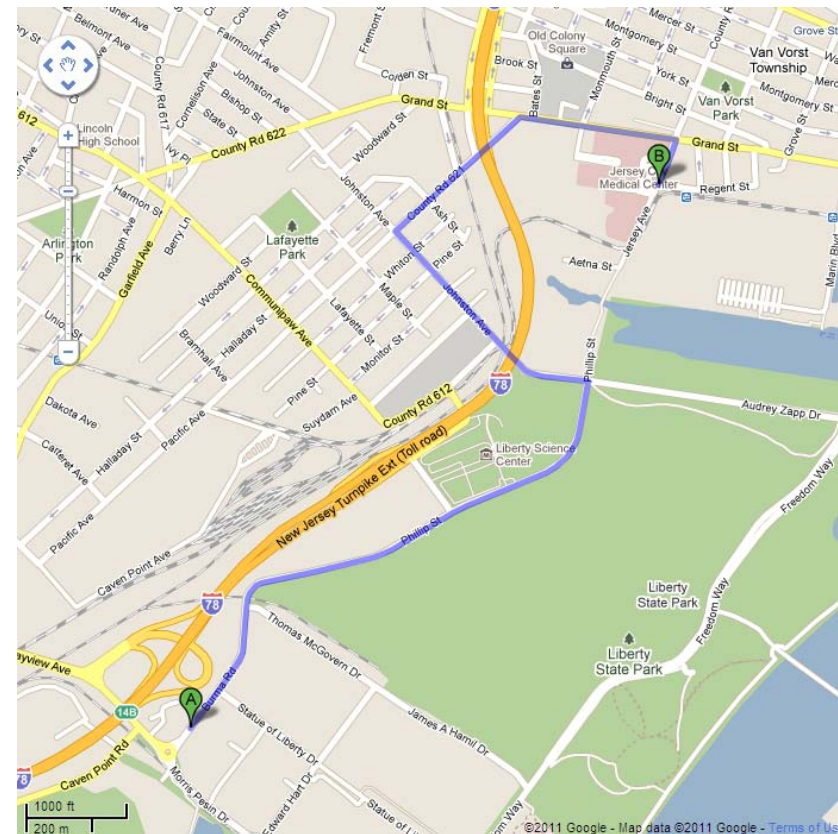 Fairmount Ave
Amity St
Fremont St
Mercer St
Montgomery St
Grove St
Old Colony
Square
Brook St
Corden St
Johnston Ave
Cornelison Ave
Bishop St
State St
County Rd 617
Monmouth St
York St
Bright St
Van Vorst
Township
Van Vorst
Park
Montgomery St
Grove St
Bates St
Grand St
Grand St
612
Lincoln
High School
Ivy Pl
County Rd 622
Woodward St
Johnston Ave
County Rd 621
Ash St
B
Jersey City
Medical Center
Regent St
Jersey Ave
Harmon St
Arlington
Park
Randolph Ave
Berry Ln
Garfield Ave
Lafayette
Park
Whiton St
Pine St
Maple St
Aetna St
Marin Blvd
Woodward St
Communipaw Ave
Johnston Ave
Union St
Halladay St
Lafayette St
Bramhall Ave
Monitor St
Phillip St
Pine St
Pacific Ave
78
Suydam Ave
County Rd 612
Audrey Zapp Dr
Dakota Ave
Halladay St
Caffert Ave
Liberty Science
Center
New Jersey Turnpike Ext (Toll road)
Freedom Way
Pacific Ave
Phillip St
Caven Point Ave
78
Liberty
State Park
Freedom Way
Liberty
State Park
Thomas McGovern Dr
Burma Rd
A
14B
Statue of Liberty Dr
James A Hamil Dr
Caven Point Rd
Morris Pesin Dr
Edward Hart Dr
Statue of Liberty Dr
78
1000 ft
200 m
©2011 Google - Map data ©2011 Google - Terms of Us